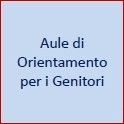 Aule di
Orientamento
per i Genitori